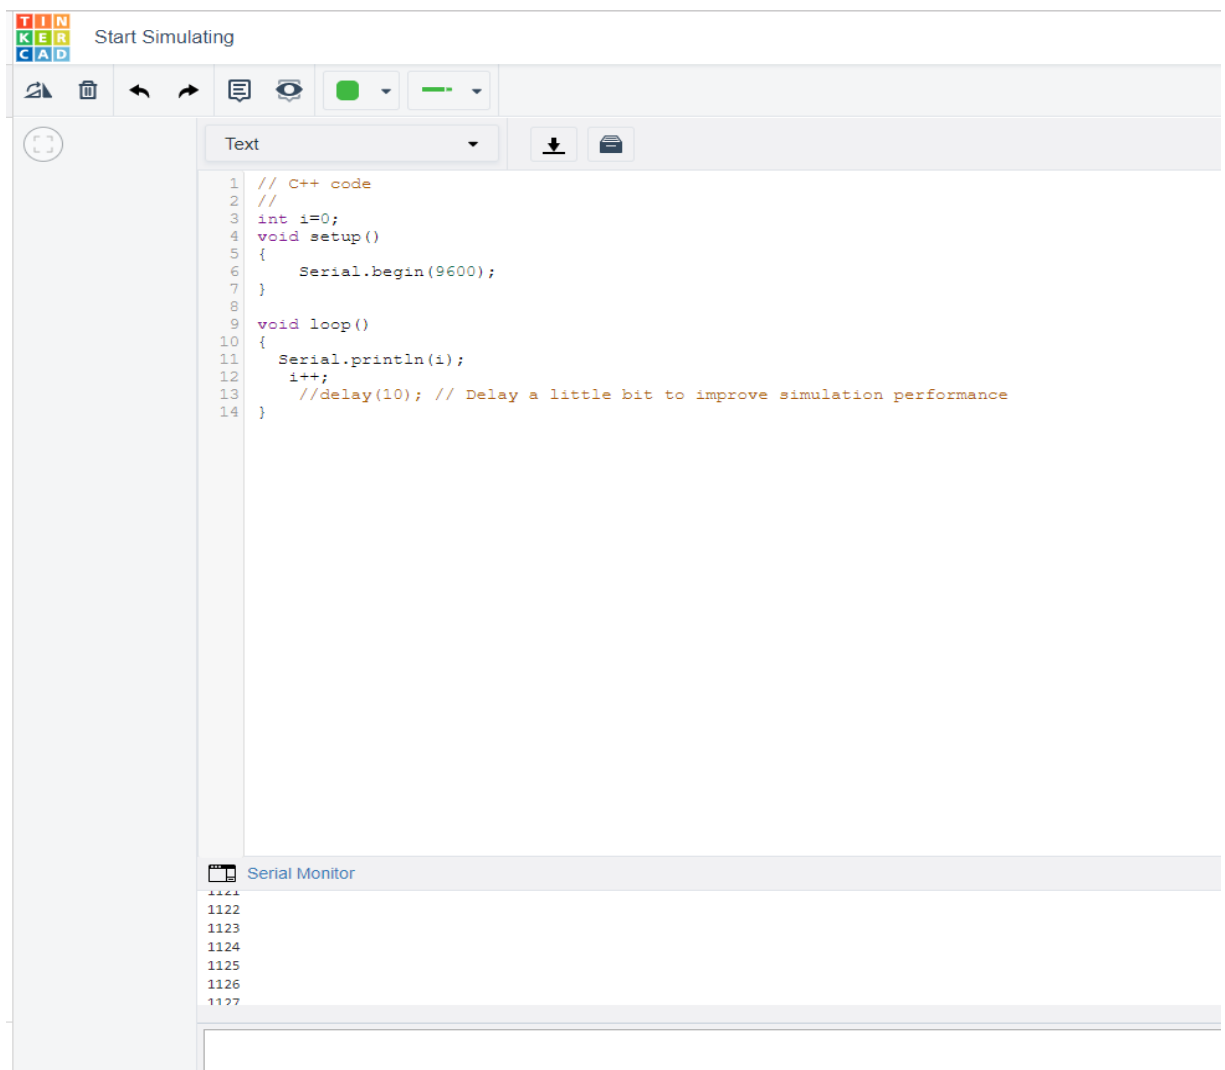 TIN
KER
CAD
Start Simulating
Text
1 // C++ code
2 //
3 int i=0;
4 void setup()
5 {
6     Serial.begin(9600);
7 }
8
9 void loop()
10 {
11   Serial.println(i);
12    i++;
13     //delay(10); // Delay a little bit to improve simulation performance
14 }
Serial Monitor
1121
1122
1123
1124
1125
1126
1127